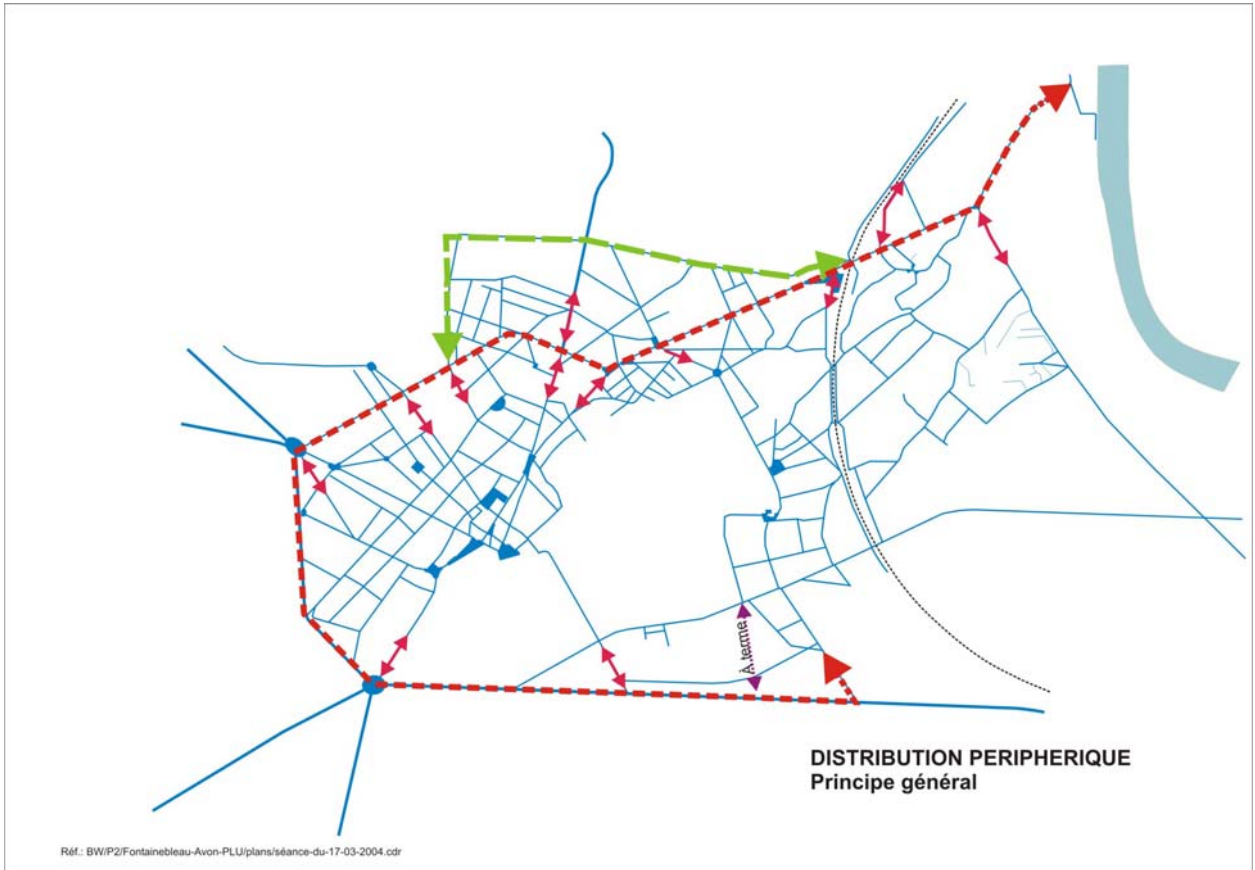 À terme
DISTRIBUTION PERIPHERIQUE
Principe général
Réf.: BW/P2/Fontainebleau-Avon-PLU/plans/séance-du-17-03-2004.cdr